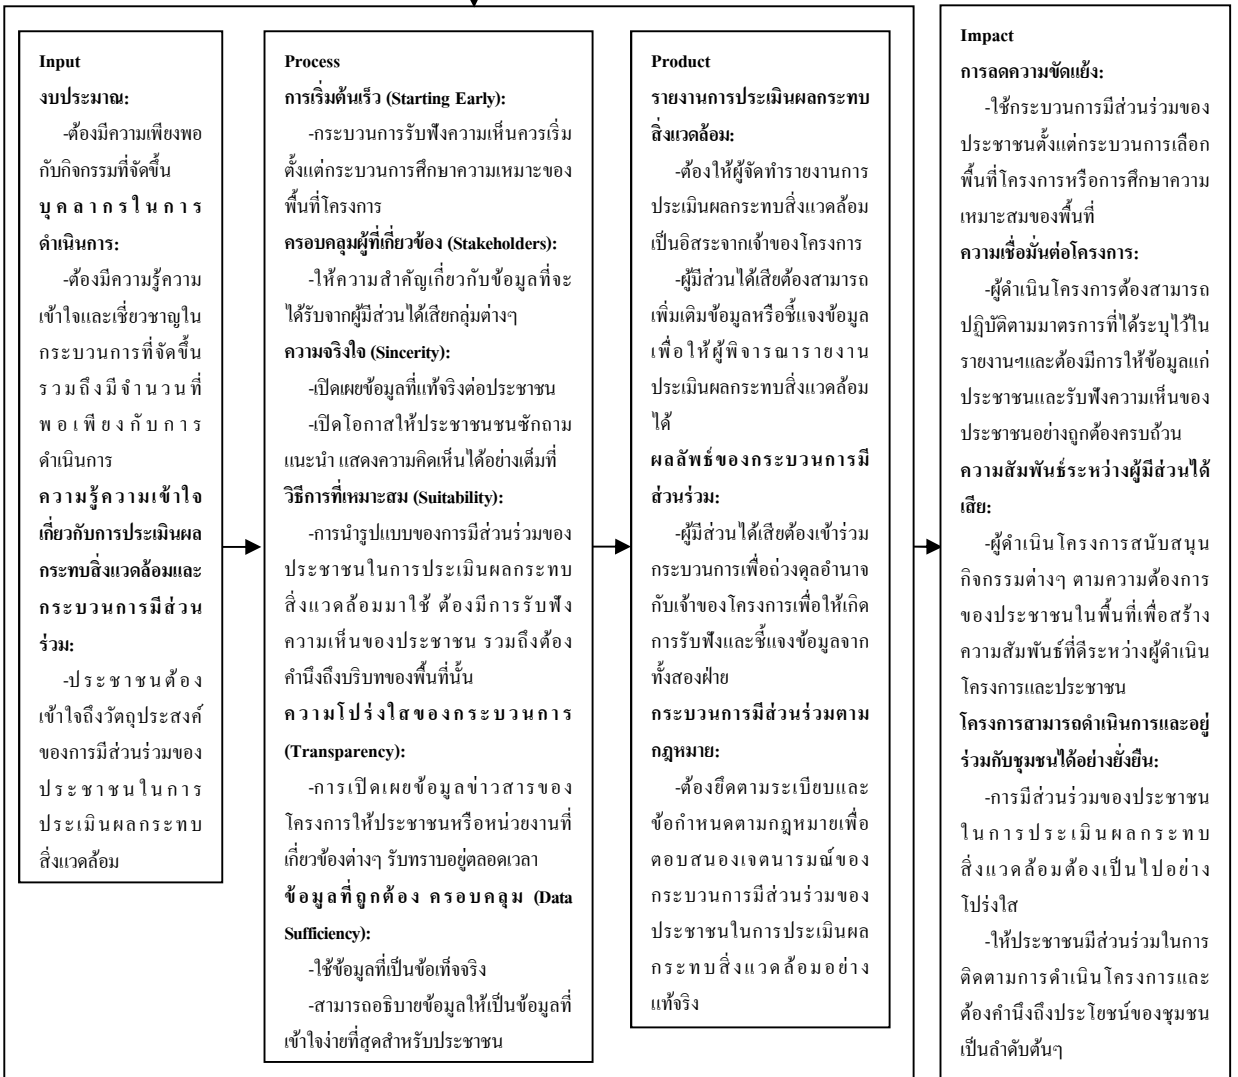 Input
งบประมาณ:
-ต้องมีความเพียงพอ
กับกิจกรรมที่จัดขึ้น
บุคลากรในการ
ดำเนินการ:
-ต้องมีความรู้ความ
เข้าใจและเชี่ยวชาญใน
กระบวนการที่จัดขึ้น
รวมถึงมีจำนวนที่
พอเพียงกับการ
ดำเนินการ
ความรู้ความเข้าใจ
เกี่ยวกับการประเมินผล
กระทบสิ่งแวดล้อมและ
กระบวนการมีส่วน
ร่วม:
-ประชาชนต้อง
เข้าใจถึงวัตถุประสงค์
ของการมีส่วนร่วมของ
ประชาชนในการ
ประเมินผลกระทบ
สิ่งแวดล้อม
Process
การเริ่มต้นเร็ว (Starting Early):
-กระบวนการรับฟังความเห็นควรเริ่ม
ตั้งแต่กระบวนการศึกษาความเหมาะของ
พื้นที่โครงการ
ครอบคลุมผู้ที่เกี่ยวข้อง (Stakeholders):
-ให้ความสำคัญเกี่ยวกับข้อมูลที่จะ
ได้รับจากผู้มีส่วนได้เสียกลุ่มต่างๆ
ความจริงใจ (Sincerity):
-เปิดเผยข้อมูลที่แท้จริงต่อประชาชน
-เปิดโอกาสให้ประชาชนชนซักถาม
แนะนำ แสดงความคิดเห็นได้อย่างเต็มที่
วิธีการที่เหมาะสม (Suitability):
-การนำรูปแบบของการมีส่วนร่วมของ
ประชาชนในการประเมินผลกระทบ
สิ่งแวดล้อมมาใช้ ต้องมีการรับฟัง
ความเห็นของประชาชน รวมถึงต้อง
คำนึงถึงบริบทของพื้นที่นั้น
ความโปร่งใสของกระบวนการ
(Transparency):
-การเปิดเผยข้อมูลข่าวสารของ
โครงการให้ประชาชนหรือหน่วยงานที่
เกี่ยวข้องต่างๆ รับทราบอยู่ตลอดเวลา
ข้อมูลที่ถูกต้อง ครอบคลุม (Data
Sufficiency):
-ใช้ข้อมูลที่เป็นข้อเท็จจริง
-สามารถอธิบายข้อมูลให้เป็นข้อมูลที่
เข้าใจง่ายที่สุดสำหรับประชาชน
Product
รายงานการประเมินผลกระทบ
สิ่งแวดล้อม:
-ต้องให้ผู้จัดทำรายงานการ
ประเมินผลกระทบสิ่งแวดล้อม
เป็นอิสระจากเจ้าของโครงการ
-ผู้มีส่วนได้เสียต้องสามารถ
เพิ่มเติมข้อมูลหรือชี้แจงข้อมูล
เพื่อให้ผู้พิจารณารายงาน
ประเมินผลกระทบสิ่งแวดล้อม
ได้
ผลลัพธ์ของกระบวนการมี
ส่วนร่วม:
-ผู้มีส่วนได้เสียต้องเข้าร่วม
กระบวนการเพื่อถ่วงดุลอำนาจ
กับเจ้าของโครงการเพื่อให้เกิด
การรับฟังและชี้แจงข้อมูลจาก
ทั้งสองฝ่าย
กระบวนการมีส่วนร่วมตาม
กฎหมาย:
-ต้องยึดตามระเบียบและ
ข้อกำหนดตามกฎหมายเพื่อ
ตอบสนองเจตนารมณ์ของ
กระบวนการมีส่วนร่วมของ
ประชาชนในการประเมินผล
กระทบสิ่งแวดล้อมอย่าง
แท้จริง
Impact
การลดความขัดแย้ง:
-ใช้กระบวนการมีส่วนร่วมของ
ประชาชนตั้งแต่กระบวนการเลือก
พื้นที่โครงการหรือการศึกษาความ
เหมาะสมของพื้นที่
ความเชื่อมั่นต่อโครงการ:
-ผู้ดำเนินโครงการต้องสามารถ
ปฏิบัติตามมาตรการที่ได้ระบุไว้ใน
รายงานฯและต้องมีการให้ข้อมูลแก่
ประชาชนและรับฟังความเห็นของ
ประชาชนอย่างถูกต้องครบถ้วน
ความสัมพันธ์ระหว่างผู้มีส่วนได้
เสีย:
-ผู้ดำเนินโครงการสนับสนุน
กิจกรรมต่างๆ ตามความต้องการ
ของประชาชนในพื้นที่เพื่อสร้าง
ความสัมพันธ์ที่ดีระหว่างผู้ดำเนิน
โครงการและประชาชน
โครงการสามารถดำเนินการและอยู่
ร่วมกับชุมชนได้อย่างยั่งยืน:
-การมีส่วนร่วมของประชาชน
ในการประเมินผลกระทบ
สิ่งแวดล้อมต้องเป็นไปอย่าง
โปร่งใส
-ให้ประชาชนมีส่วนร่วมในการ
ติดตามการดำเนินโครงการและ
ต้องคำนึงถึงประโยชน์ของชุมชน
เป็นลำดับต้นๆ